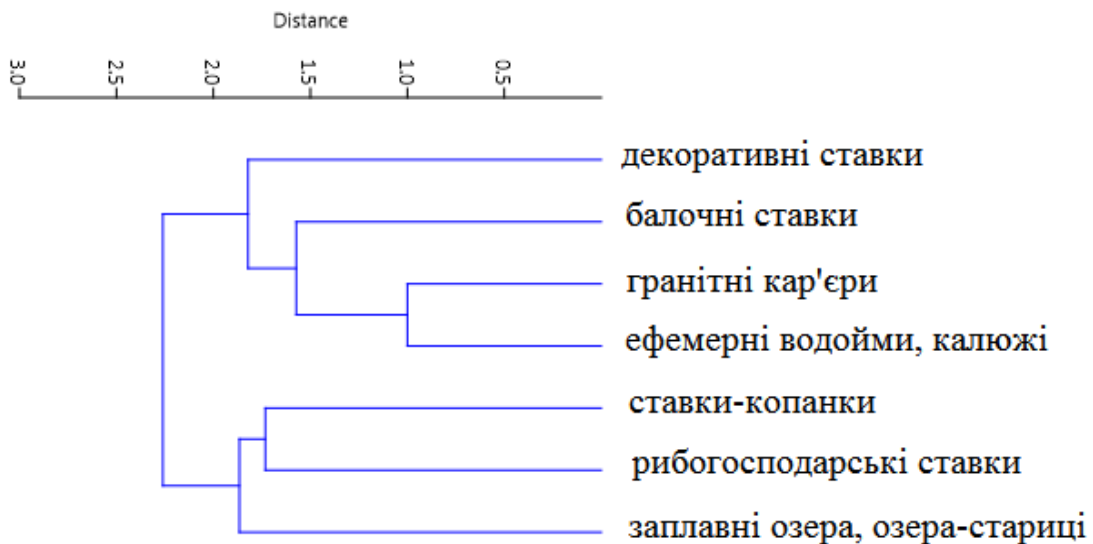 Distance
3.0 2.5 2.0 1.5 1.0 0.5
декоративні ставки
балочні ставки
гранітні кар'єри
ефемерні водойми, калюжі
ставки-копанки
рибогосподарські ставки
заплавні озера, озера-стариці